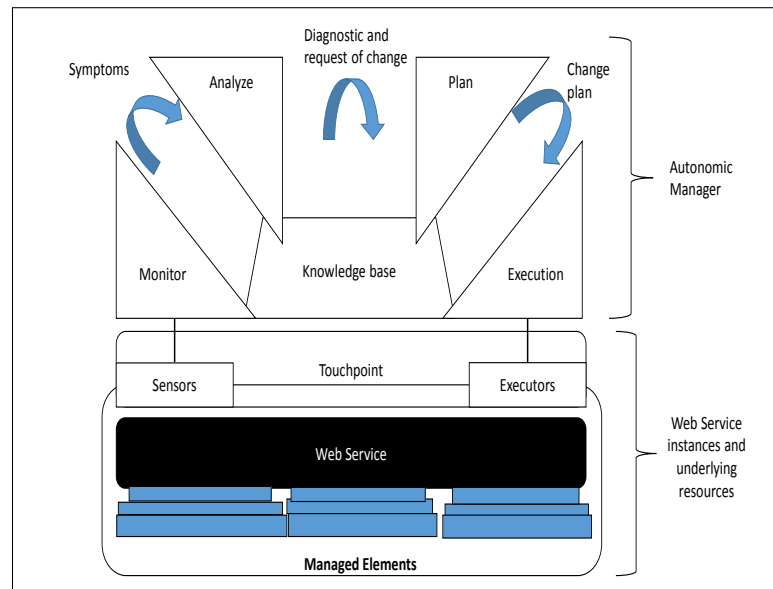 Diagnostic and
request of change
Symptoms
Analyze
Plan
Change
plan
Autonomic
Manager
Monitor
Knowledge base
Execution
Sensors
Touchpoint
Executors
Web Service
Web Service
instances and
underlying
resources
Managed Elements